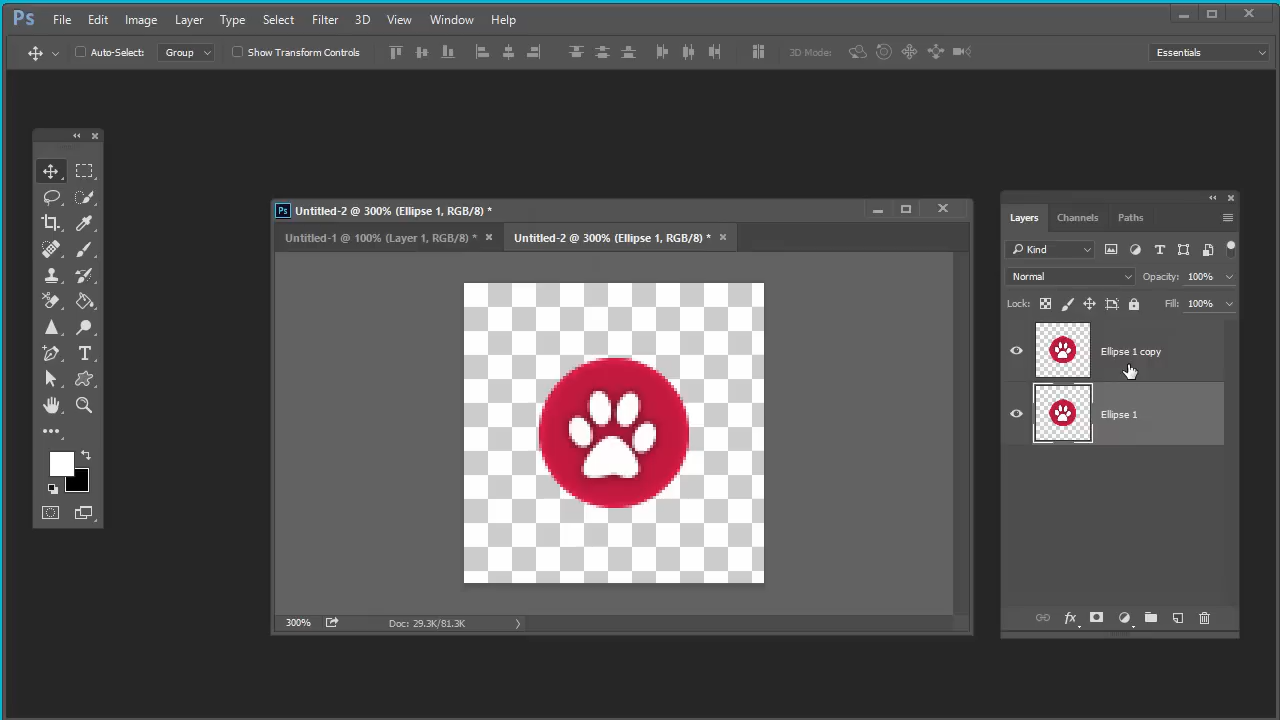 Ps File Edit Image Layer Type Select Filter 3D View Window Help
Auto-Select: Group Show Transform Controls 3D Mode: Essentials
Ps Untitled-2 @ 300% (Ellipse 1, RGB/8) *
Untitled-1 @ 100% (Layer 1, RGB/8) * Untitled-2 @ 300% (Ellipse 1, RGB/8) *
Layers Channels Paths
Kind
Normal Opacity: 100%
Lock: Fill: 100%
Ellipse 1 copy
Ellipse 1
300% Doc: 29.3K/81.3K
fx